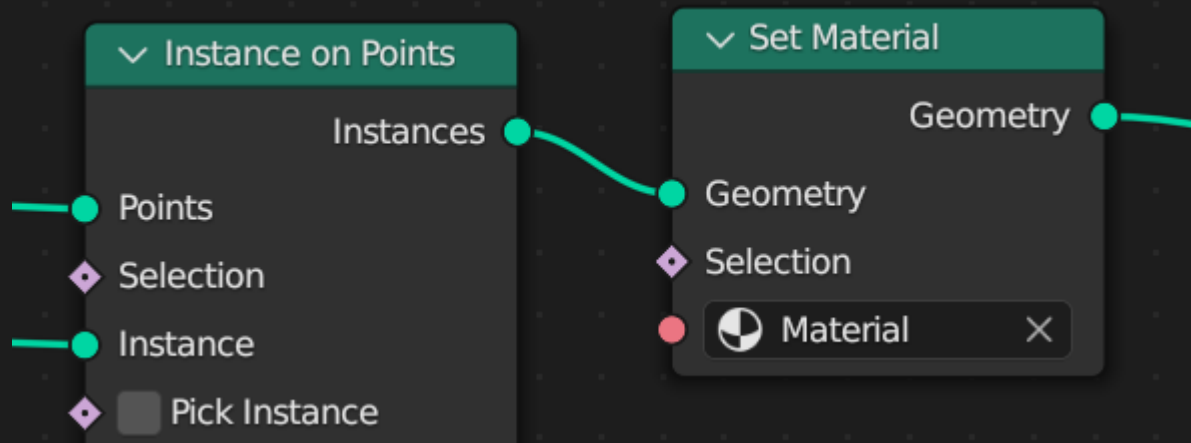 Instance on Points
Instances
Points
Selection
Instance
Pick Instance
Set Material
Geometry
Geometry
Selection
Material